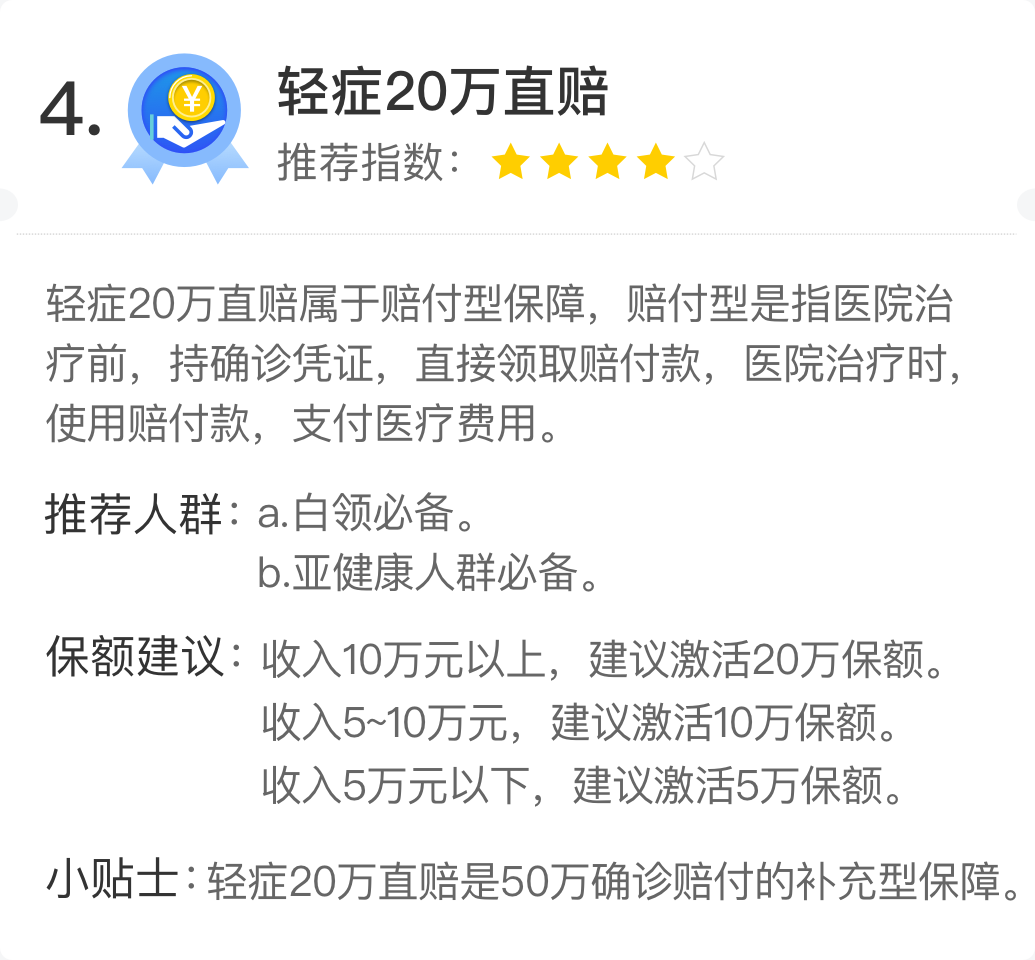 4.
轻症20万直赔
推荐指数：
轻症20万直赔属于赔付型保障，赔付型是指医院治
疗前，持确诊凭证，直接领取赔付款，医院治疗时，
使用赔付款，支付医疗费用。
推荐人群：a.白领必备。
b.亚健康人群必备。
保额建议：收入10万元以上，建议激活20万保额。
收入5~10万元，建议激活10万保额。
收入5万元以下，建议激活5万保额。
小贴士：轻症20万直赔是50万确诊赔付的补充型保障。